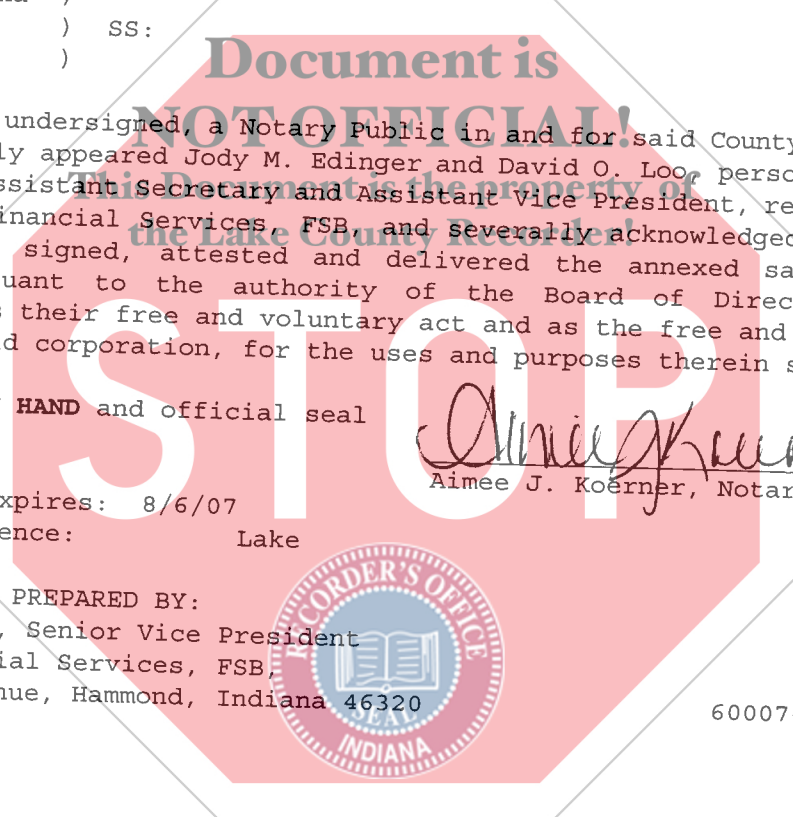 ) SS:
)
Document is
NOT OFFICIAL!
This Document is the property of
the Lake County Recorder!
STOP
undersigned, a Notary Public in and for said County
ly appeared Jody M. Edinger and David O. Loo, perso
ssistant Secretary and Assistant Vice President, re
inancial Services, FSB, and severally acknowledged
signed, attested and delivered the annexed sa
uant to the authority of the Board of Direc
s their free and voluntary act and as the free and
d corporation, for the uses and purposes therein s
HAND and official seal
Aimee J. Koerner, Notar
xpires: 8/6/07
ence: Lake
PREPARED BY:
, Senior Vice President
ial Services, FSB,
nue, Hammond, Indiana 46320
60007
RECORDER'S OFFICE
SEAL
INDIANA